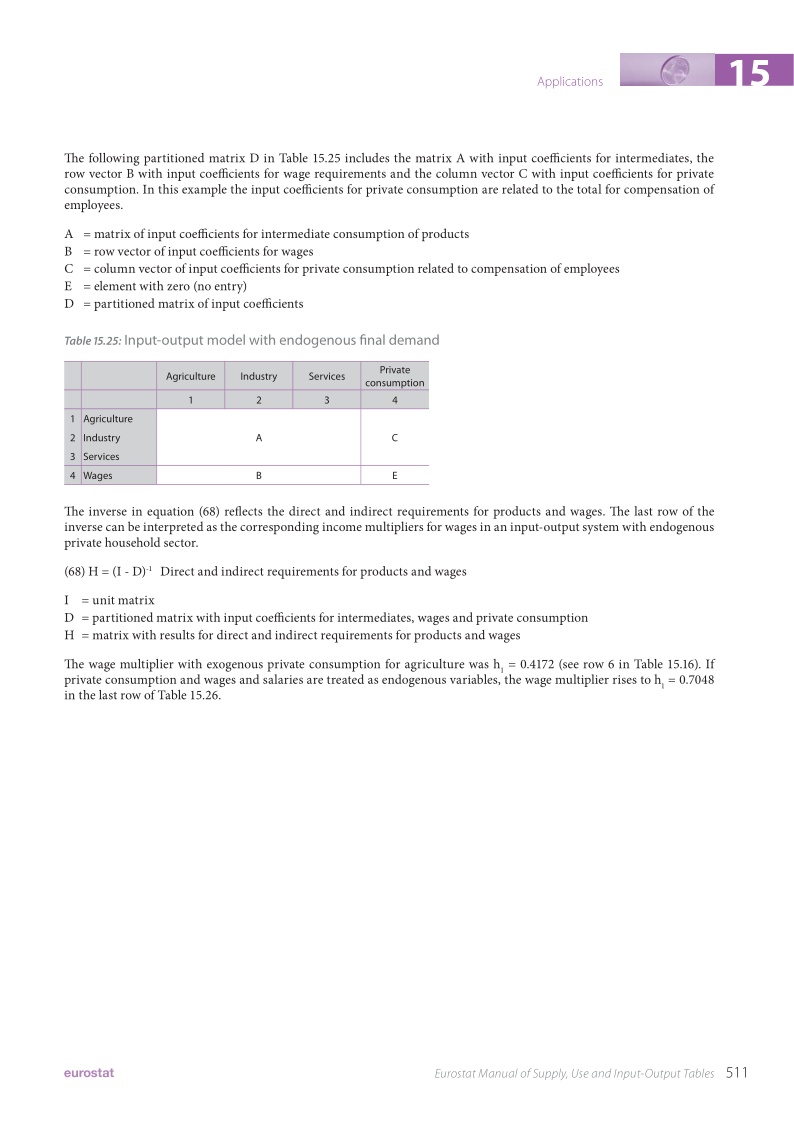 Applications
15
The following partitioned matrix D in Table 15.25 includes the matrix A with input coefficients for intermediates, the
row vector B with input coefficients for wage requirements and the column vector C with input coefficients for private
consumption. In this example the input coefficients for private consumption are related to the total for compensation of
employees.
A = matrix of input coefficients for intermediate consumption of products
B = row vector of input coefficients for wages
C = column vector of input coefficients for private consumption related to compensation of employees
E = element with zero (no entry)
D = partitioned matrix of input coefficients
Table 15.25: Input-output model with endogenous final demand
Agriculture Industry Services Private
consumption
1 2 3 4
1 Agriculture
2 Industry A C
3 Services
4 Wages B E
The inverse in equation (68) reflects the direct and indirect requirements for products and wages. The last row of the
inverse can be interpreted as the corresponding income multipliers for wages in an input-output system with endogenous
private household sector.
(68) H = (I - D)-1 Direct and indirect requirements for products and wages
I = unit matrix
D = partitioned matrix with input coefficients for intermediates, wages and private consumption
H = matrix with results for direct and indirect requirements for products and wages
The wage multiplier with exogenous private consumption for agriculture was h1 = 0.4172 (see row 6 in Table 15.16). If
private consumption and wages and salaries are treated as endogenous variables, the wage multiplier rises to h1 = 0.7048
in the last row of Table 15.26.
eurostat
Eurostat Manual of Supply, Use and Input-Output Tables 511